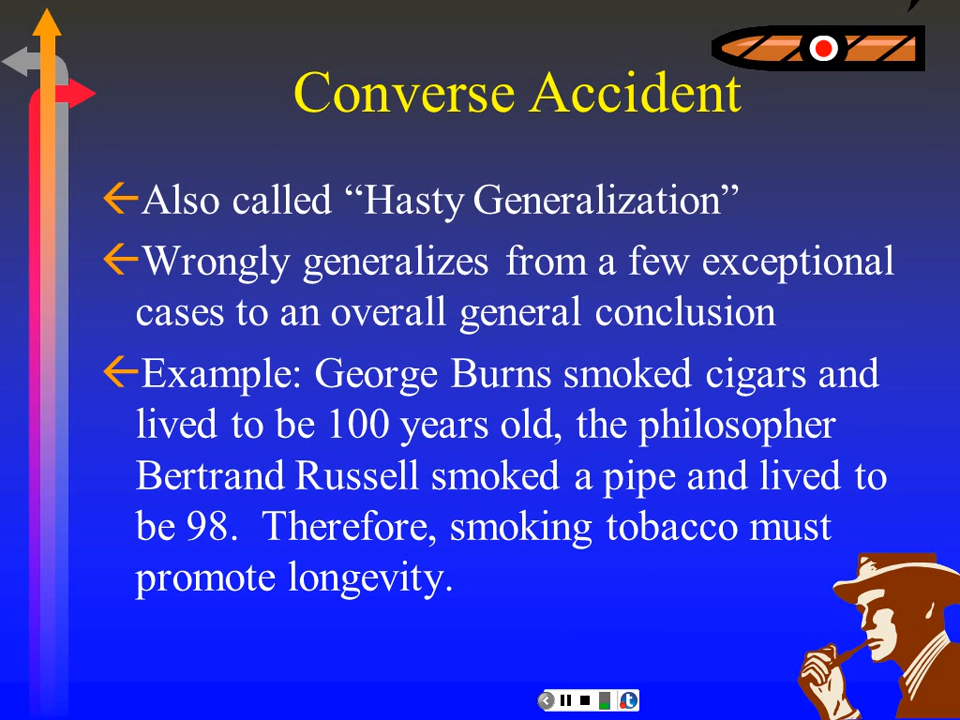 Converse Accident
Also called “Hasty Generalization”
Wrongly generalizes from a few exceptional
cases to an overall general conclusion
Example: George Burns smoked cigars and
lived to be 100 years old, the philosopher
Bertrand Russell smoked a pipe and lived to
be 98.  Therefore, smoking tobacco must
promote longevity.